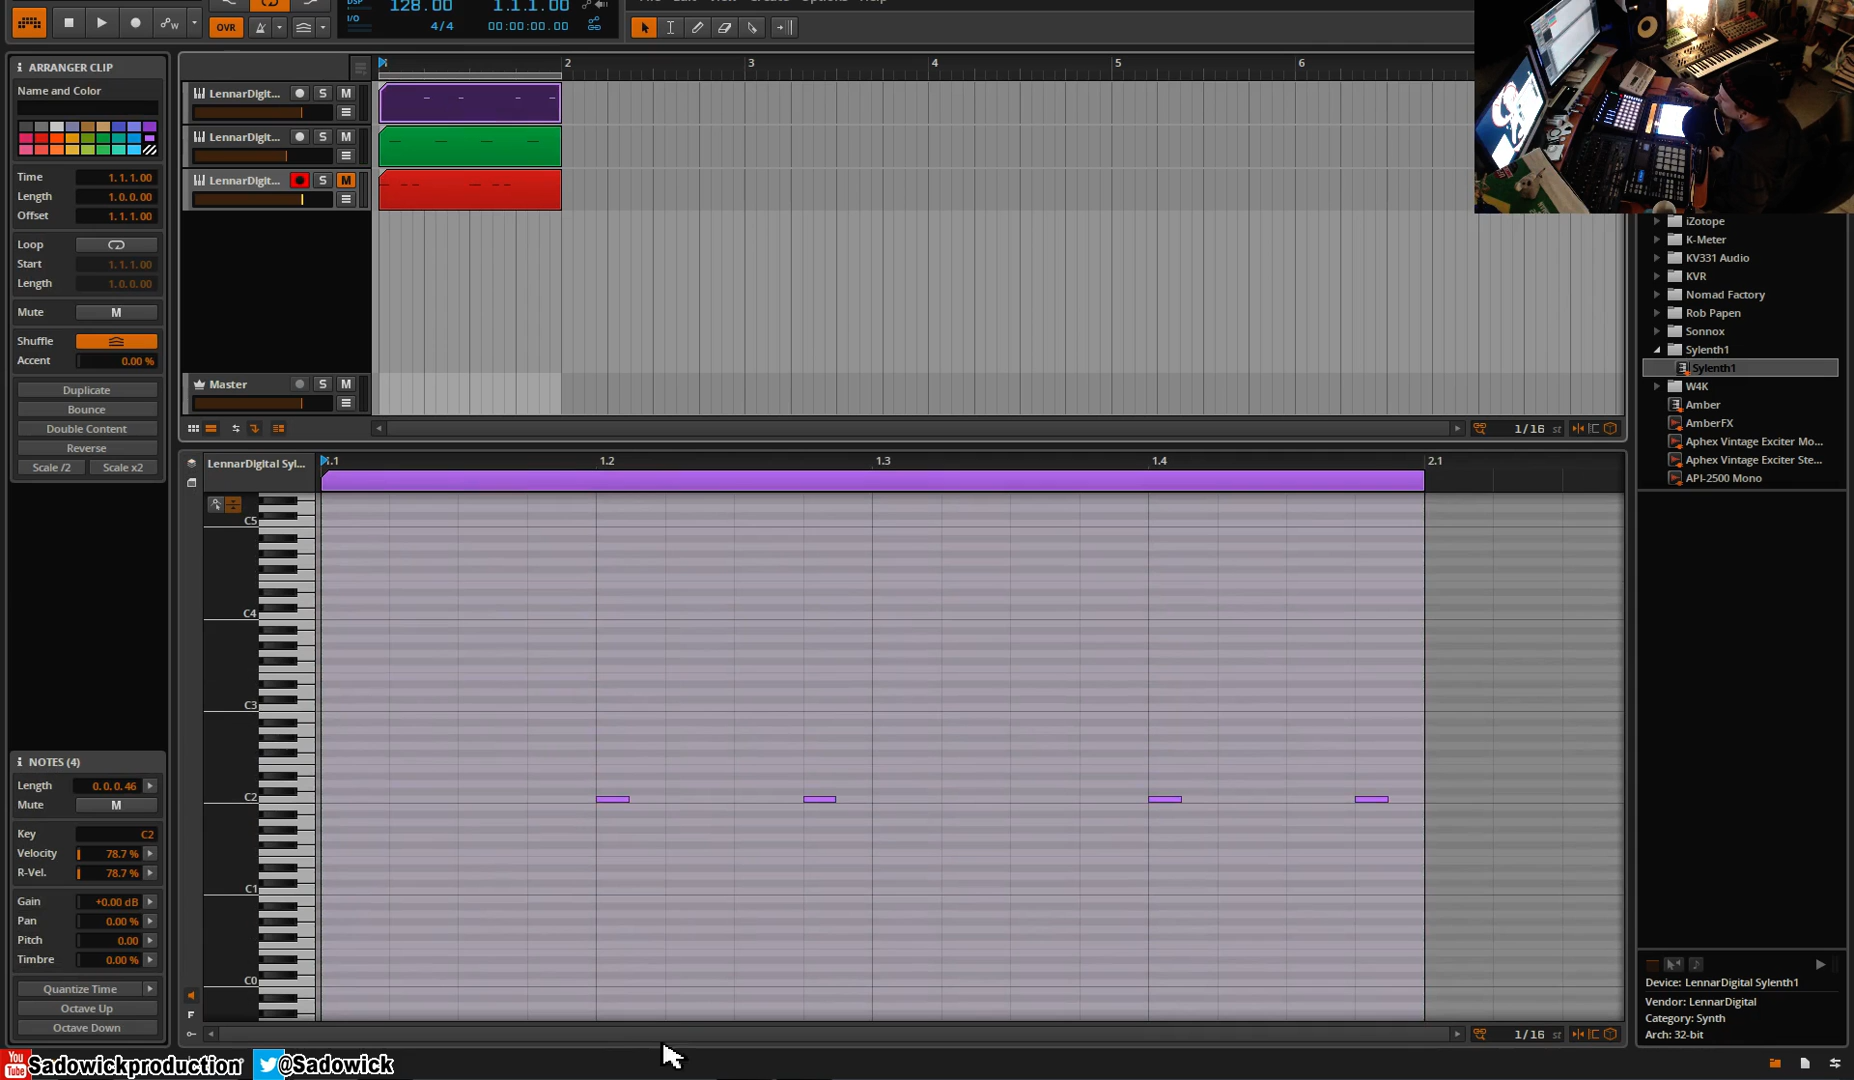 DSP
128.00
1.1.1.00
I/O
4/4
00:00:00.00
OVR
ARRANGER CLIP
Name and Color
Time 1.1.1.00
Length 1.0.0.00
Offset 1.1.1.00
Loop
Start 1.1.1.00
Length 1.0.0.00
Mute M
Shuffle
Accent 0.00 %
Duplicate
Bounce
Double Content
Reverse
Scale /2 Scale x2
2 3 4 5 6
LennarDigit... S M
LennarDigit... S M
LennarDigit... S M
Master S M
1/16 st
LennarDigital Syl...
1.1 1.2 1.3 1.4 2.1
C5
C4
C3
C2
C1
C0
F
1/16 st
NOTES (4)
Length 0.0.0.46
Mute M
Key C2
Velocity 78.7 %
R-Vel. 78.7 %
Gain +0.00 dB
Pan 0.00 %
Pitch 0.00
Timbre 0.00 %
Quantize Time
Octave Up
Octave Down
iZotope
K-Meter
KV331 Audio
KVR
Nomad Factory
Rob Papen
Sonnox
Sylenth1
Sylenth1
W4K
Amber
AmberFX
Aphex Vintage Exciter Mo...
Aphex Vintage Exciter Ste...
API-2500 Mono
Device: LennarDigital Sylenth1
Vendor: LennarDigital
Category: Synth
Arch: 32-bit
You Tube Sadowickproduction @Sadowick